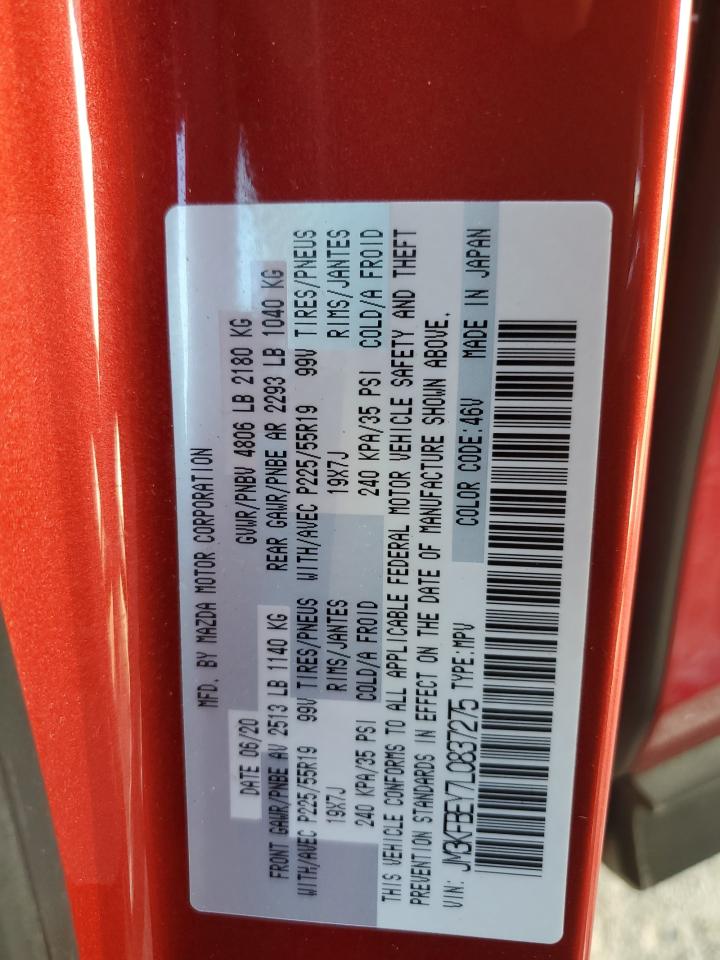 MFD. BY MAZDA MOTOR CORPORATION
DATE 06/20 GVWR/PNBV 4806 LB 2180 KG
FRONT GAWR/PNBE AV 2513 LB 1140 KG REAR GAWR/PNBE AR 2293 LB 1040 KG
WITH/AVEC P225/55R19 99V TIRES/PNEUS WITH/AVEC P225/55R19 99V TIRES/PNEUS
19X7J RIMS/JANTES 19X7J RIMS/JANTES
240 KPA/35 PSI COLD/A FROID 240 KPA/35 PSI COLD/A FROID
THIS VEHICLE CONFORMS TO ALL APPLICABLE FEDERAL MOTOR VEHICLE SAFETY AND THEFT
PREVENTION STANDARDS IN EFFECT ON THE DATE OF MANUFACTURE SHOWN ABOVE.
VIN: JM3KFBEY7L0837275 TYPE:MPV COLOR CODE:46V MADE IN JAPAN